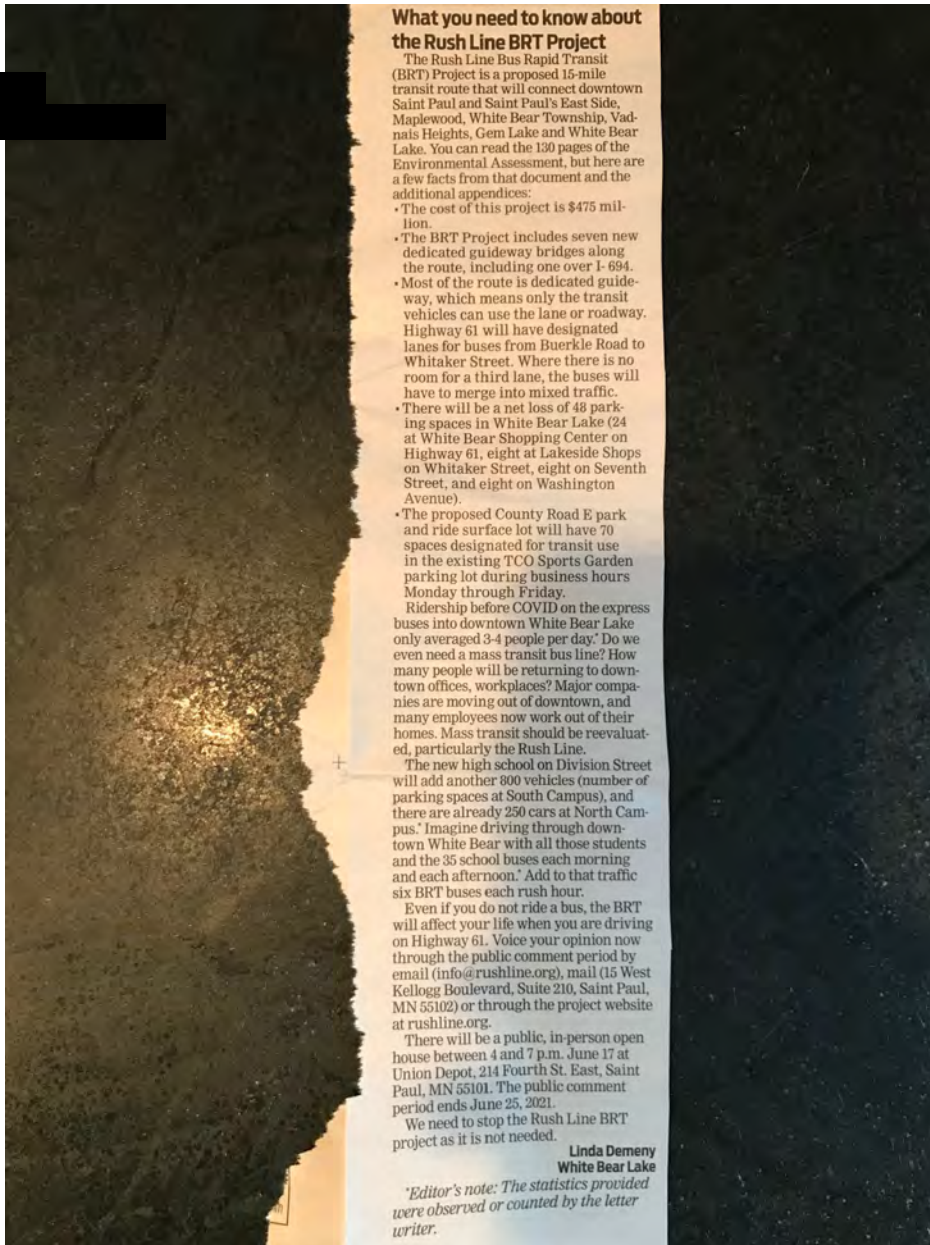 What you need to know about
the Rush Line BRT Project
The Rush Line Bus Rapid Transit
(BRT) Project is a proposed 15-mile
transit route that will connect downtown
Saint Paul and Saint Paul's East Side,
Maplewood, White Bear Township, Vad-
nais Heights, Gem Lake and White Bear
Lake. You can read the 130 pages of the
Environmental Assessment, but here are
a few facts from that document and the
additional appendices:
• The cost of this project is $475 mil-
lion.
• The BRT Project includes seven new
dedicated guideway bridges along
the route, including one over I- 694.
• Most of the route is dedicated guide-
way, which means only the transit
vehicles can use the lane or roadway.
Highway 61 will have designated
lanes for buses from Buerkle Road to
Whitaker Street. Where there is no
room for a third lane, the buses will
have to merge into mixed traffic.
• There will be a net loss of 48 park-
ing spaces in White Bear Lake (24
at White Bear Shopping Center on
Highway 61, eight at Lakeside Shops
on Whitaker Street, eight on Seventh
Street, and eight on Washington
Avenue).
• The proposed County Road E park
and ride surface lot will have 70
spaces designated for transit use
in the existing TCO Sports Garden
parking lot during business hours
Monday through Friday.
Ridership before COVID on the express
buses into downtown White Bear Lake
only averaged 3-4 people per day.* Do we
even need a mass transit bus line? How
many people will be returning to down-
town offices, workplaces? Major compa-
nies are moving out of downtown, and
many employees now work out of their
homes. Mass transit should be reevaluat-
ed, particularly the Rush Line.
The new high school on Division Street
will add another 800 vehicles (number of
parking spaces at South Campus), and
there are already 250 cars at North Cam-
pus.* Imagine driving through down-
town White Bear with all those students
and the 35 school buses each morning
and each afternoon.* Add to that traffic
six BRT buses each rush hour.
Even if you do not ride a bus, the BRT
will affect your life when you are driving
on Highway 61. Voice your opinion now
through the public comment period by
email (info@rushline.org), mail (15 West
Kellogg Boulevard, Suite 210, Saint Paul,
MN 55102) or through the project website
at rushline.org.
There will be a public, in-person open
house between 4 and 7 p.m. June 17 at
Union Depot, 214 Fourth St. East, Saint
Paul, MN 55101. The public comment
period ends June 25, 2021.
We need to stop the Rush Line BRT
project as it is not needed.
Linda Demeny
White Bear Lake
*Editor's note: The statistics provided
were observed or counted by the letter
writer.